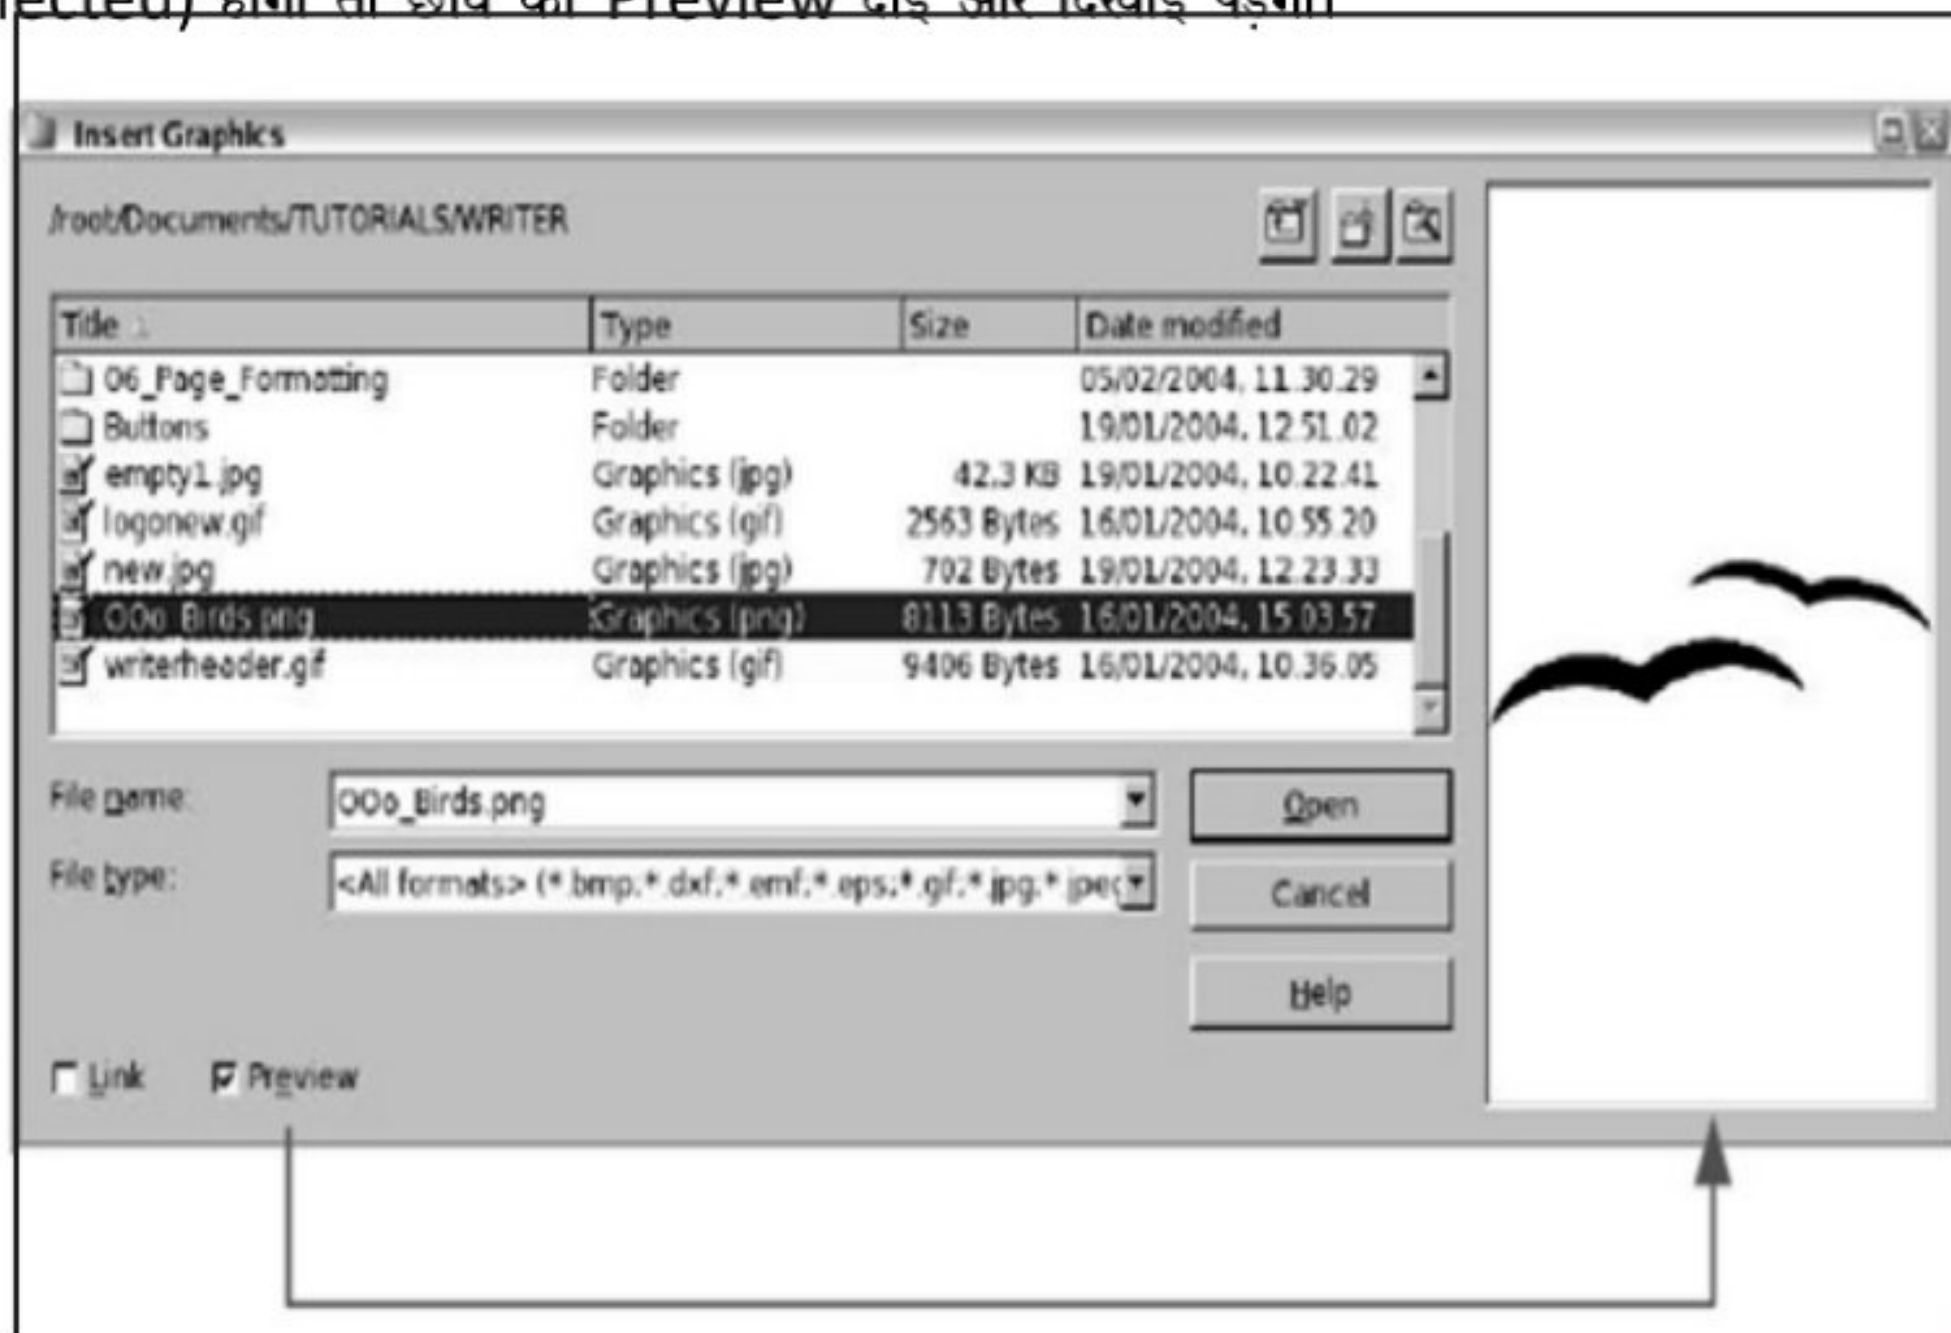 होगा तो छवि का Preview दाईं ओर दिखाई पड़ेगा।
Insert Graphics
/root/Documents/TUTORIALS/WRITER
Title Type Size Date modified
06_Page_Formatting Folder 05/02/2004, 11.30.29
Buttons Folder 19/01/2004, 12.51.02
empty1.jpg Graphics (jpg) 42.3 KB 19/01/2004, 10.22.41
logonew.gif Graphics (gif) 2563 Bytes 16/01/2004, 10.55.20
new.jpg Graphics (jpg) 702 Bytes 19/01/2004, 12.23.33
OOo_Birds.png Graphics (png) 8113 Bytes 16/01/2004, 15.03.57
writerheader.gif Graphics (gif) 9406 Bytes 16/01/2004, 10.36.05
File name: OOo_Birds.png Open
File type: <All formats> (*.bmp;*.dxf;*.emf;*.eps;*.gif;*.jpg;*.jpe Cancel
Help
Link Preview